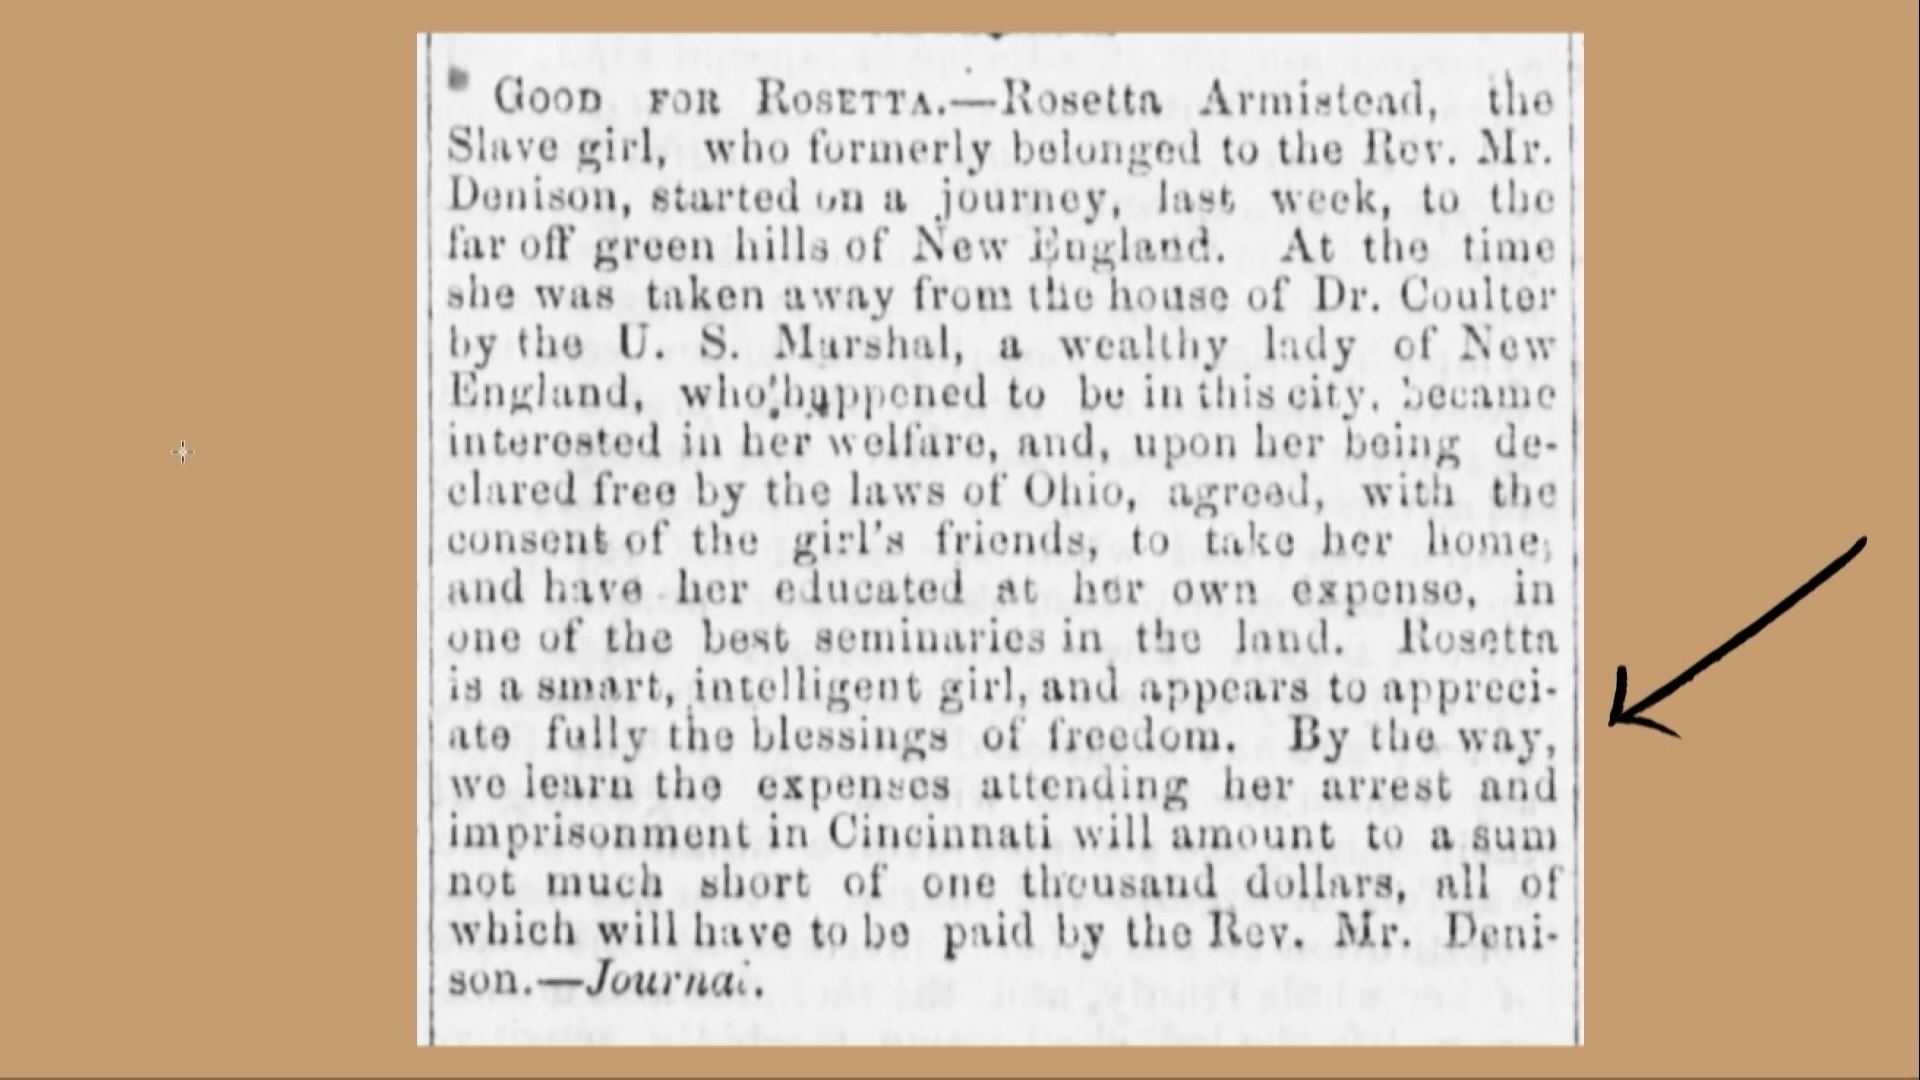 GOOD FOR ROSETTA.—Rosetta Armistead, the
Slave girl, who formerly belonged to the Rev. Mr.
Denison, started on a journey, last week, to the
far off green hills of New England. At the time
she was taken away from the house of Dr. Coulter
by the U. S. Marshal, a wealthy lady of New
England, who happened to be in this city, became
interested in her welfare, and, upon her being de-
clared free by the laws of Ohio, agreed, with the
consent of the girl's friends, to take her home,
and have her educated at her own expense, in
one of the best seminaries in the land. Rosetta
is a smart, intelligent girl, and appears to appreci-
ate fully the blessings of freedom. By the way,
we learn the expenses attending her arrest and
imprisonment in Cincinnati will amount to a sum
not much short of one thousand dollars, all of
which will have to be paid by the Rev. Mr. Deni-
son.—Journal.